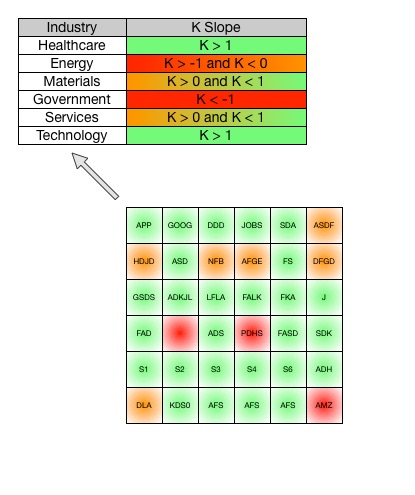 Industry K Slope
Healthcare K > 1
Energy K > -1 and K < 0
Materials K > 0 and K < 1
Government K < -1
Services K > 0 and K < 1
Technology K > 1
APP GOOG DDD JOBS SDA ASDF
HDJD ASD NFB AFGE FS DFGD
GSDS ADKJL LFLA FALK FKA J
FAD ADS PDHS FASD SDK
S1 S2 S3 S4 S6 ADH
DLA KDS0 AFS AFS AFS AMZ